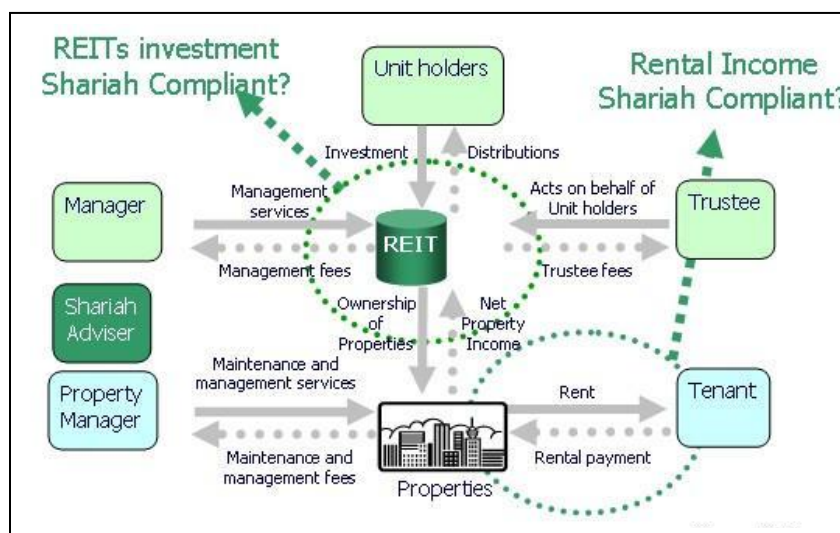 REITs investment
Shariah Compliant?
Unit holders
Rental Income
Shariah Compliant?
Investment
Distributions
Manager
Management
services
Acts on behalf of
Unit holders
Trustee
REIT
Management fees
Trustee fees
Shariah
Adviser
Ownership
of
Properties
Net
Property
Income
Maintenance and
management services
Property
Manager
Rent
Tenant
Maintenance and
management fees
Rental payment
Properties